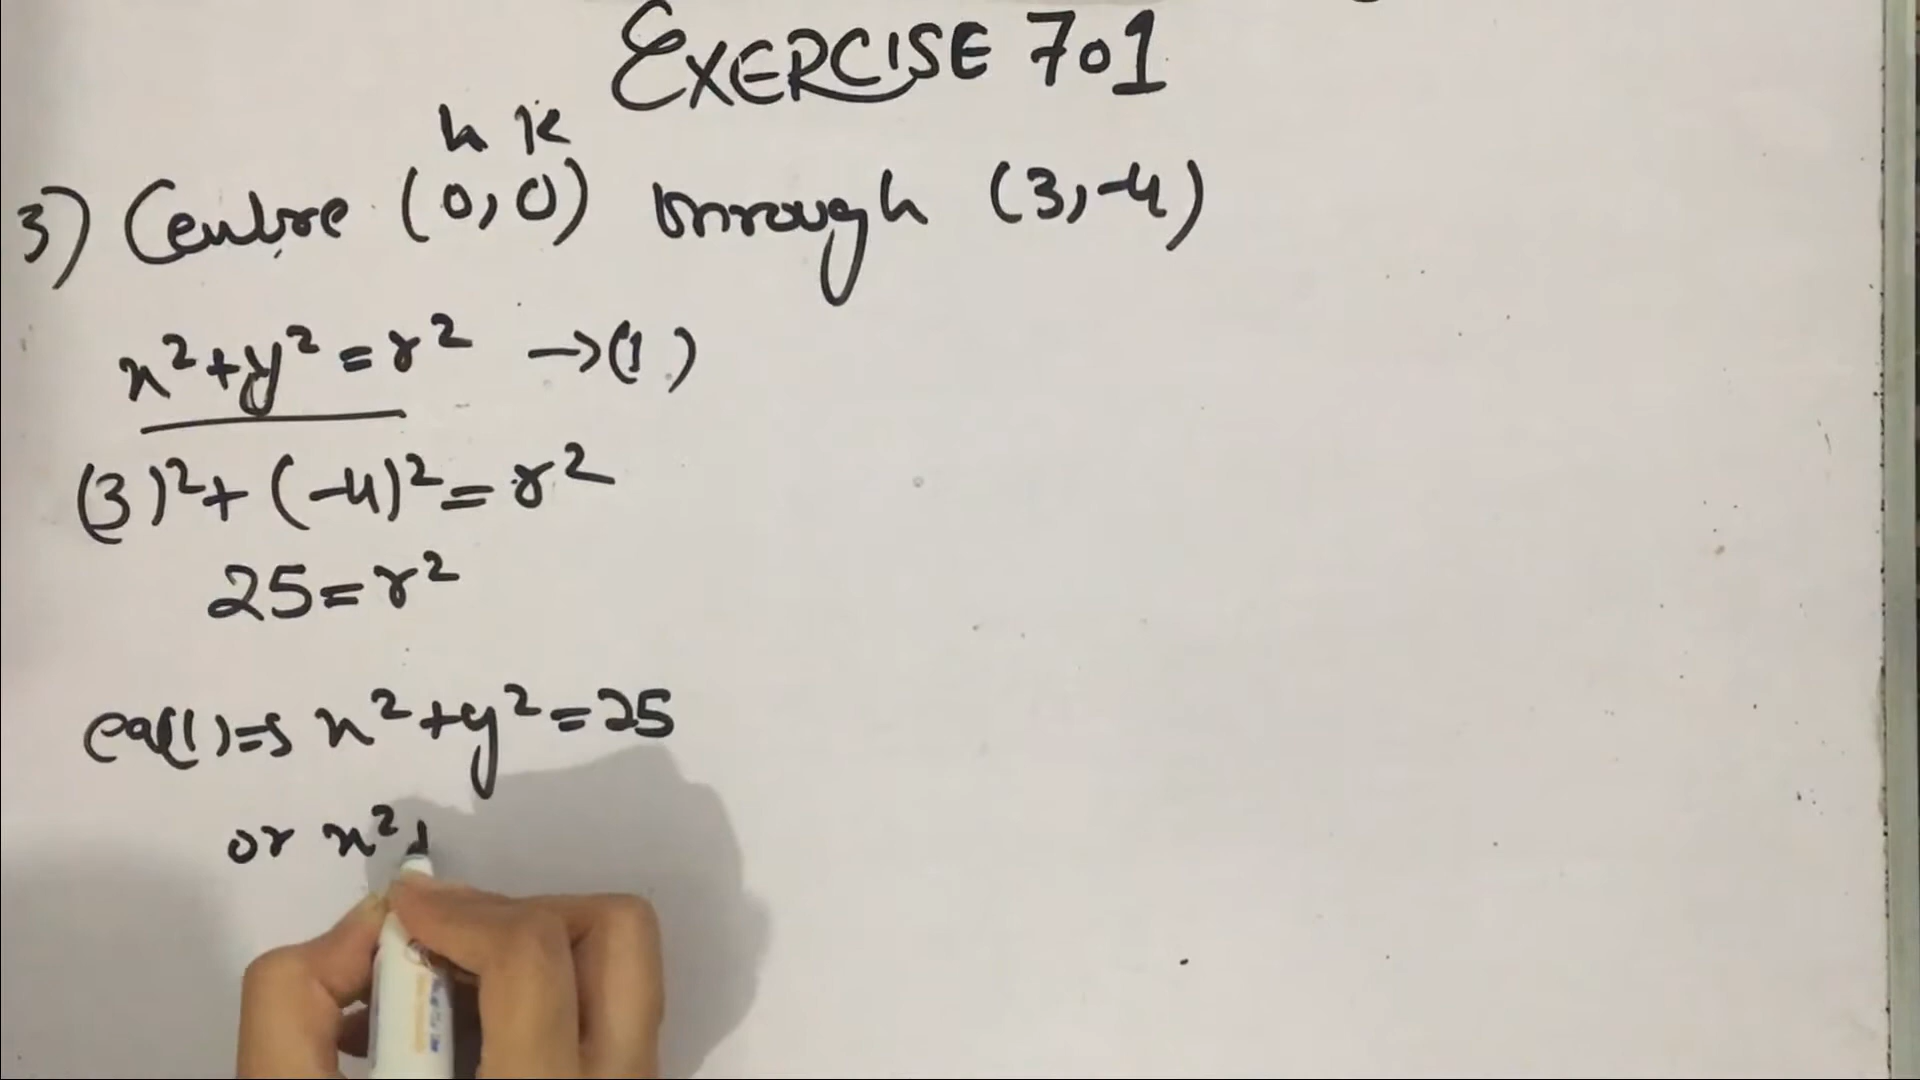 EXERCISE 7.1
h k
3) Centre (0,0) through (3,-4)
x²+y²=r² →(1)
(3)²+(-4)²=r²
25=r²
eq(1)=> x²+y²=25
or x²+